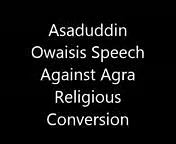 Asaduddin
Owaisis Speech
Against Agra
Religious
Conversion